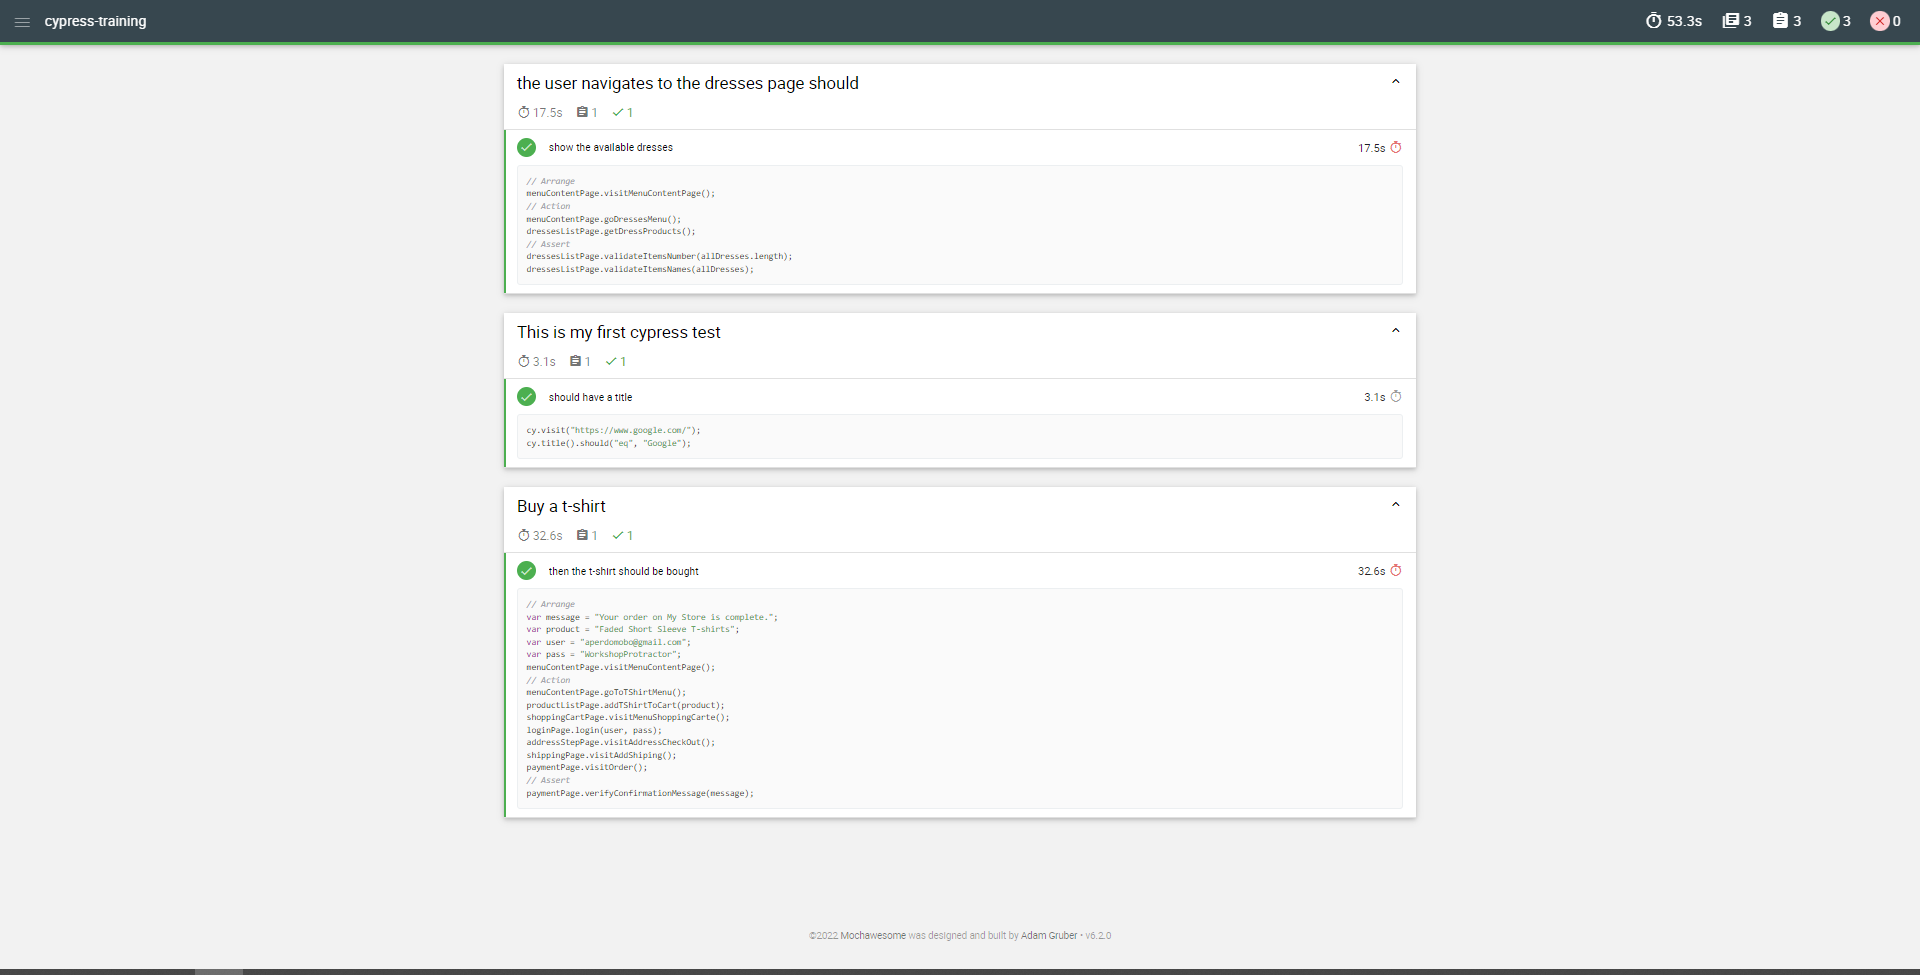 cypress-training
53.3s 3 3 3 0
the user navigates to the dresses page should
17.5s 1 1
show the available dresses 17.5s
// Arrange
menuContentPage.visitMenuContentPage();
// Action
menuContentPage.goDressesMenu();
dressesListPage.getDressProducts();
// Assert
dressesListPage.validateItemsNumber(allDresses.length);
dressesListPage.validateItemsNames(allDresses);
This is my first cypress test
3.1s 1 1
should have a title 3.1s
cy.visit("https://www.google.com/");
cy.title().should("eq", "Google");
Buy a t-shirt
32.6s 1 1
then the t-shirt should be bought 32.6s
// Arrange
var message = "Your order on My Store is complete.";
var product = "Faded Short Sleeve T-shirts";
var user = "aperdomobo@gmail.com";
var pass = "WorkshopProtractor";
menuContentPage.visitMenuContentPage();
// Action
menuContentPage.goToTShirtMenu();
productListPage.addTShirtToCart(product);
shoppingCartPage.visitMenuShoppingCarte();
loginPage.login(user, pass);
addressStepPage.visitAddressCheckOut();
shippingPage.visitAddShiping();
paymentPage.visitOrder();
// Assert
paymentPage.verifyConfirmationMessage(message);
©2022 Mochawesome was designed and built by Adam Gruber • v6.2.0